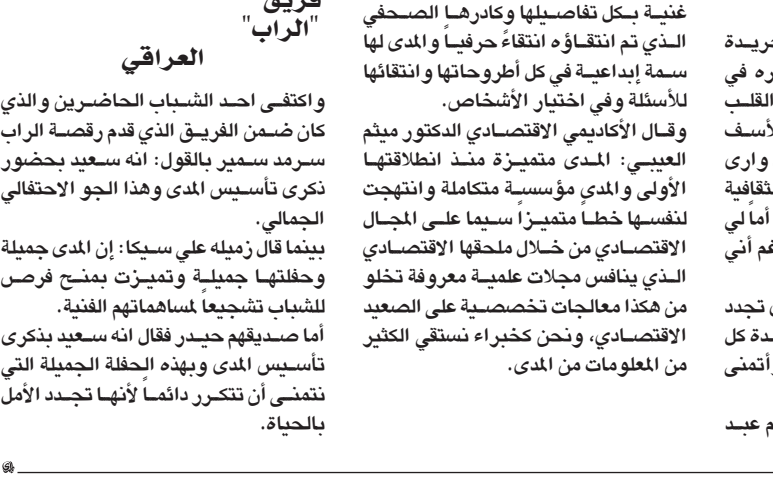 جريدة
ره في
القلب
لأسف
وارى
لثقافية
أما لي
غم أني
تجدد
دة كل
وأتمنى
م عبد
غنية بكل تفاصيلها وكادرها الصحفي
الذي تم انتقاؤه انتقاءً حرفياً والمدى لها
سمة إبداعية في كل أطروحاتها وانتقائها
للأسئلة وفي اختيار الأشخاص.
وقال الأكاديمي الاقتصادي الدكتور ميثم
العيبي: المدى متميزة منذ انطلاقتها
الأولى والمدى مؤسسة متكاملة وانتهجت
لنفسها خطاً متميزاً سيما على المجال
الاقتصادي من خلال ملحقها الاقتصادي
الذي ينافس مجلات علمية معروفة تخلو
من هكذا معالجات تخصصية على الصعيد
الاقتصادي، ونحن كخبراء نستقي الكثير
من المعلومات من المدى.
فريق
"الراب"
العراقي
واكتفى احد الشباب الحاضرين والذي
كان ضمن الفريق الذي قدم رقصة الراب
سرمد سمير بالقول: انه سعيد بحضور
ذكرى تأسيس المدى وهذا الجو الاحتفالي
الجمالي.
بينما قال زميله علي سيكا: إن المدى جميلة
وحفلتها جميلة وتميزت بمنح فرص
للشباب تشجيعاً لمساهماتهم الفنية.
أما صديقهم حيدر فقال انه سعيد بذكرى
تأسيس المدى وبهذه الحفلة الجميلة التي
نتمنى أن تتكرر دائماً لأنها تجدد الأمل
بالحياة.